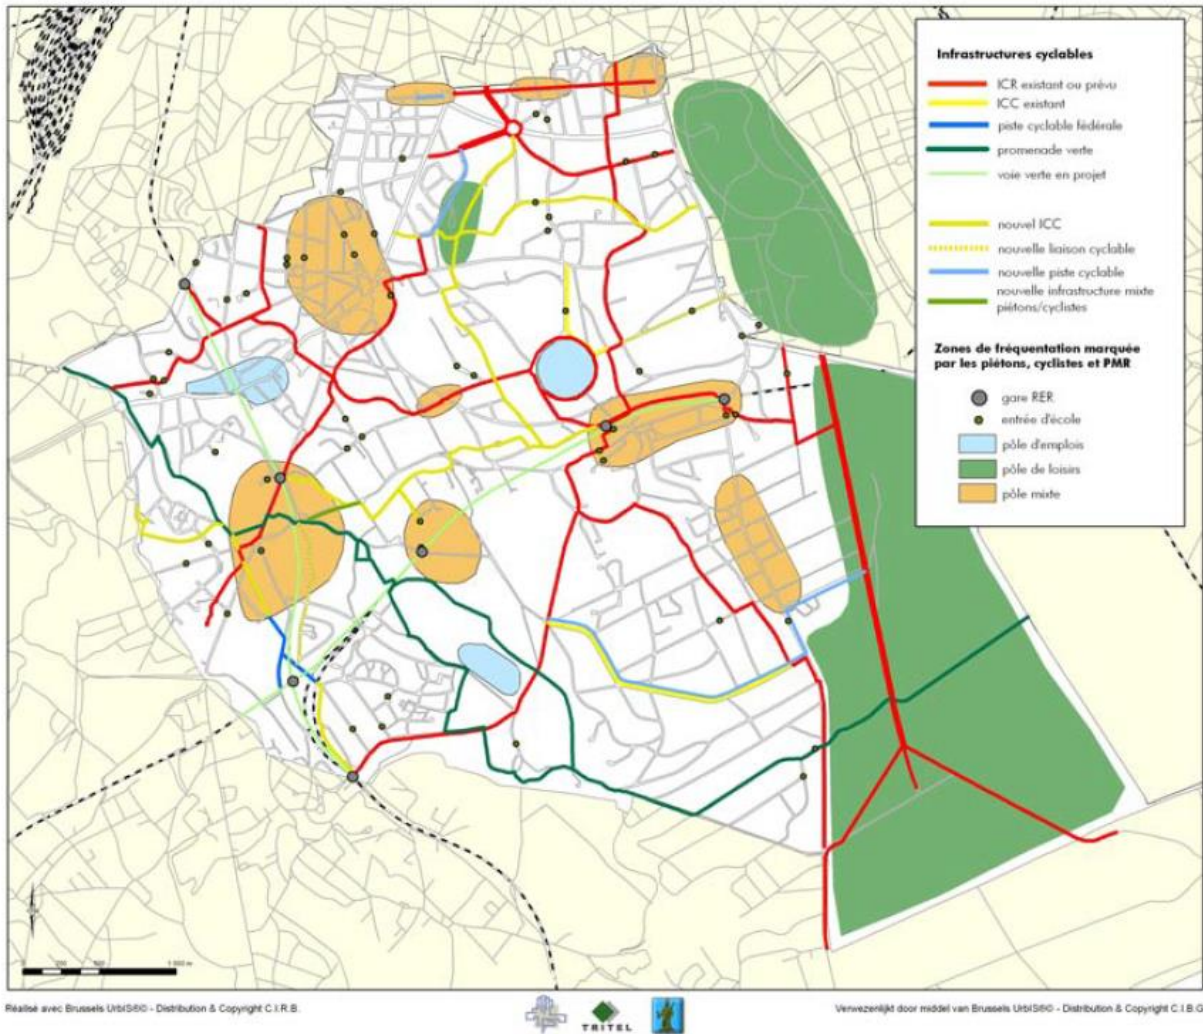 Infrastructures cyclables
ICR existant ou prévu
ICC existant
piste cyclable fédérale
promenade verte
voie verte en projet
nouvel ICC
nouvelle liaison cyclable
nouvelle piste cyclable
nouvelle infrastructure mixte
piétons/cyclistes
Zones de fréquentation marquée
par les piétons, cyclistes et PMR
gare RER
entrée d'école
pôle d'emplois
pôle de loisirs
pôle mixte
Réalisé avec Brussels UrbIS®© - Distribution & Copyright C.I.R.B.
TRITEL
Verwezenlijkt door middel van Brussels UrbIS®© - Distribution & Copyright C.I.B.G